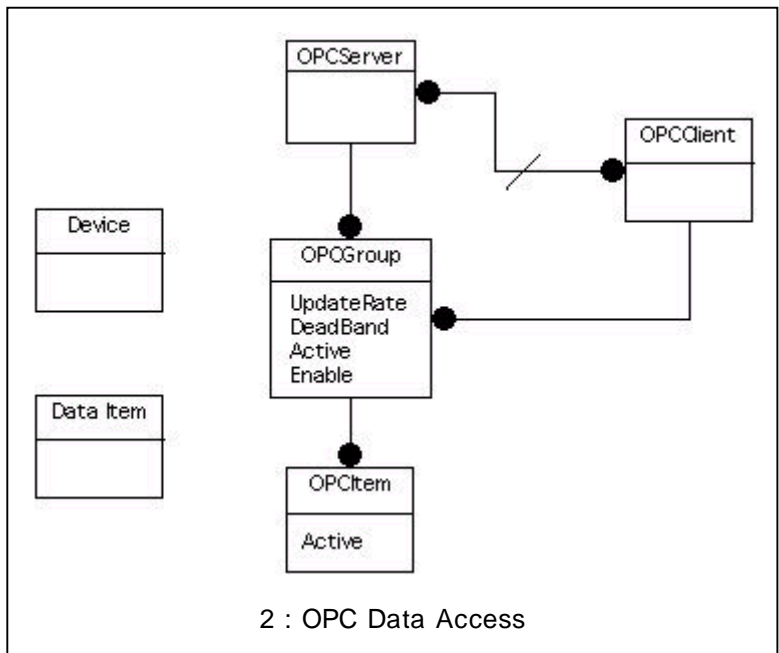 OPCServer
OPCClient
Device
OPCGroup
UpdateRate
DeadBand
Active
Enable
Data Item
OPCItem
Active
2 : OPC Data Access